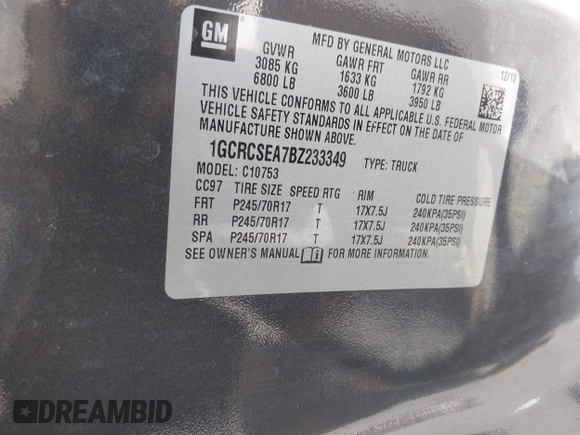 GM
MFD BY GENERAL MOTORS LLC
GVWR GAWR FRT GAWR RR 12/10
3085 KG 1633 KG 1792 KG
6800 LB 3600 LB 3950 LB
THIS VEHICLE CONFORMS TO ALL APPLICABLE U.S. FEDERAL MOTOR
VEHICLE SAFETY STANDARDS IN EFFECT ON THE DATE OF
MANUFACTURE SHOWN ABOVE.
1GCRCSEA7BZ233349 TYPE: TRUCK
MODEL: C10753
CC97 TIRE SIZE SPEED RTG RIM COLD TIRE PRESSURE
FRT P245/70R17 T 17X7.5J 240KPA(35PSI)
RR P245/70R17 T 17X7.5J 240KPA(35PSI)
SPA P245/70R17 T 17X7.5J 240KPA(35PSI)
SEE OWNER'S MANUAL FOR MORE INFORMATION.
DREAMBID